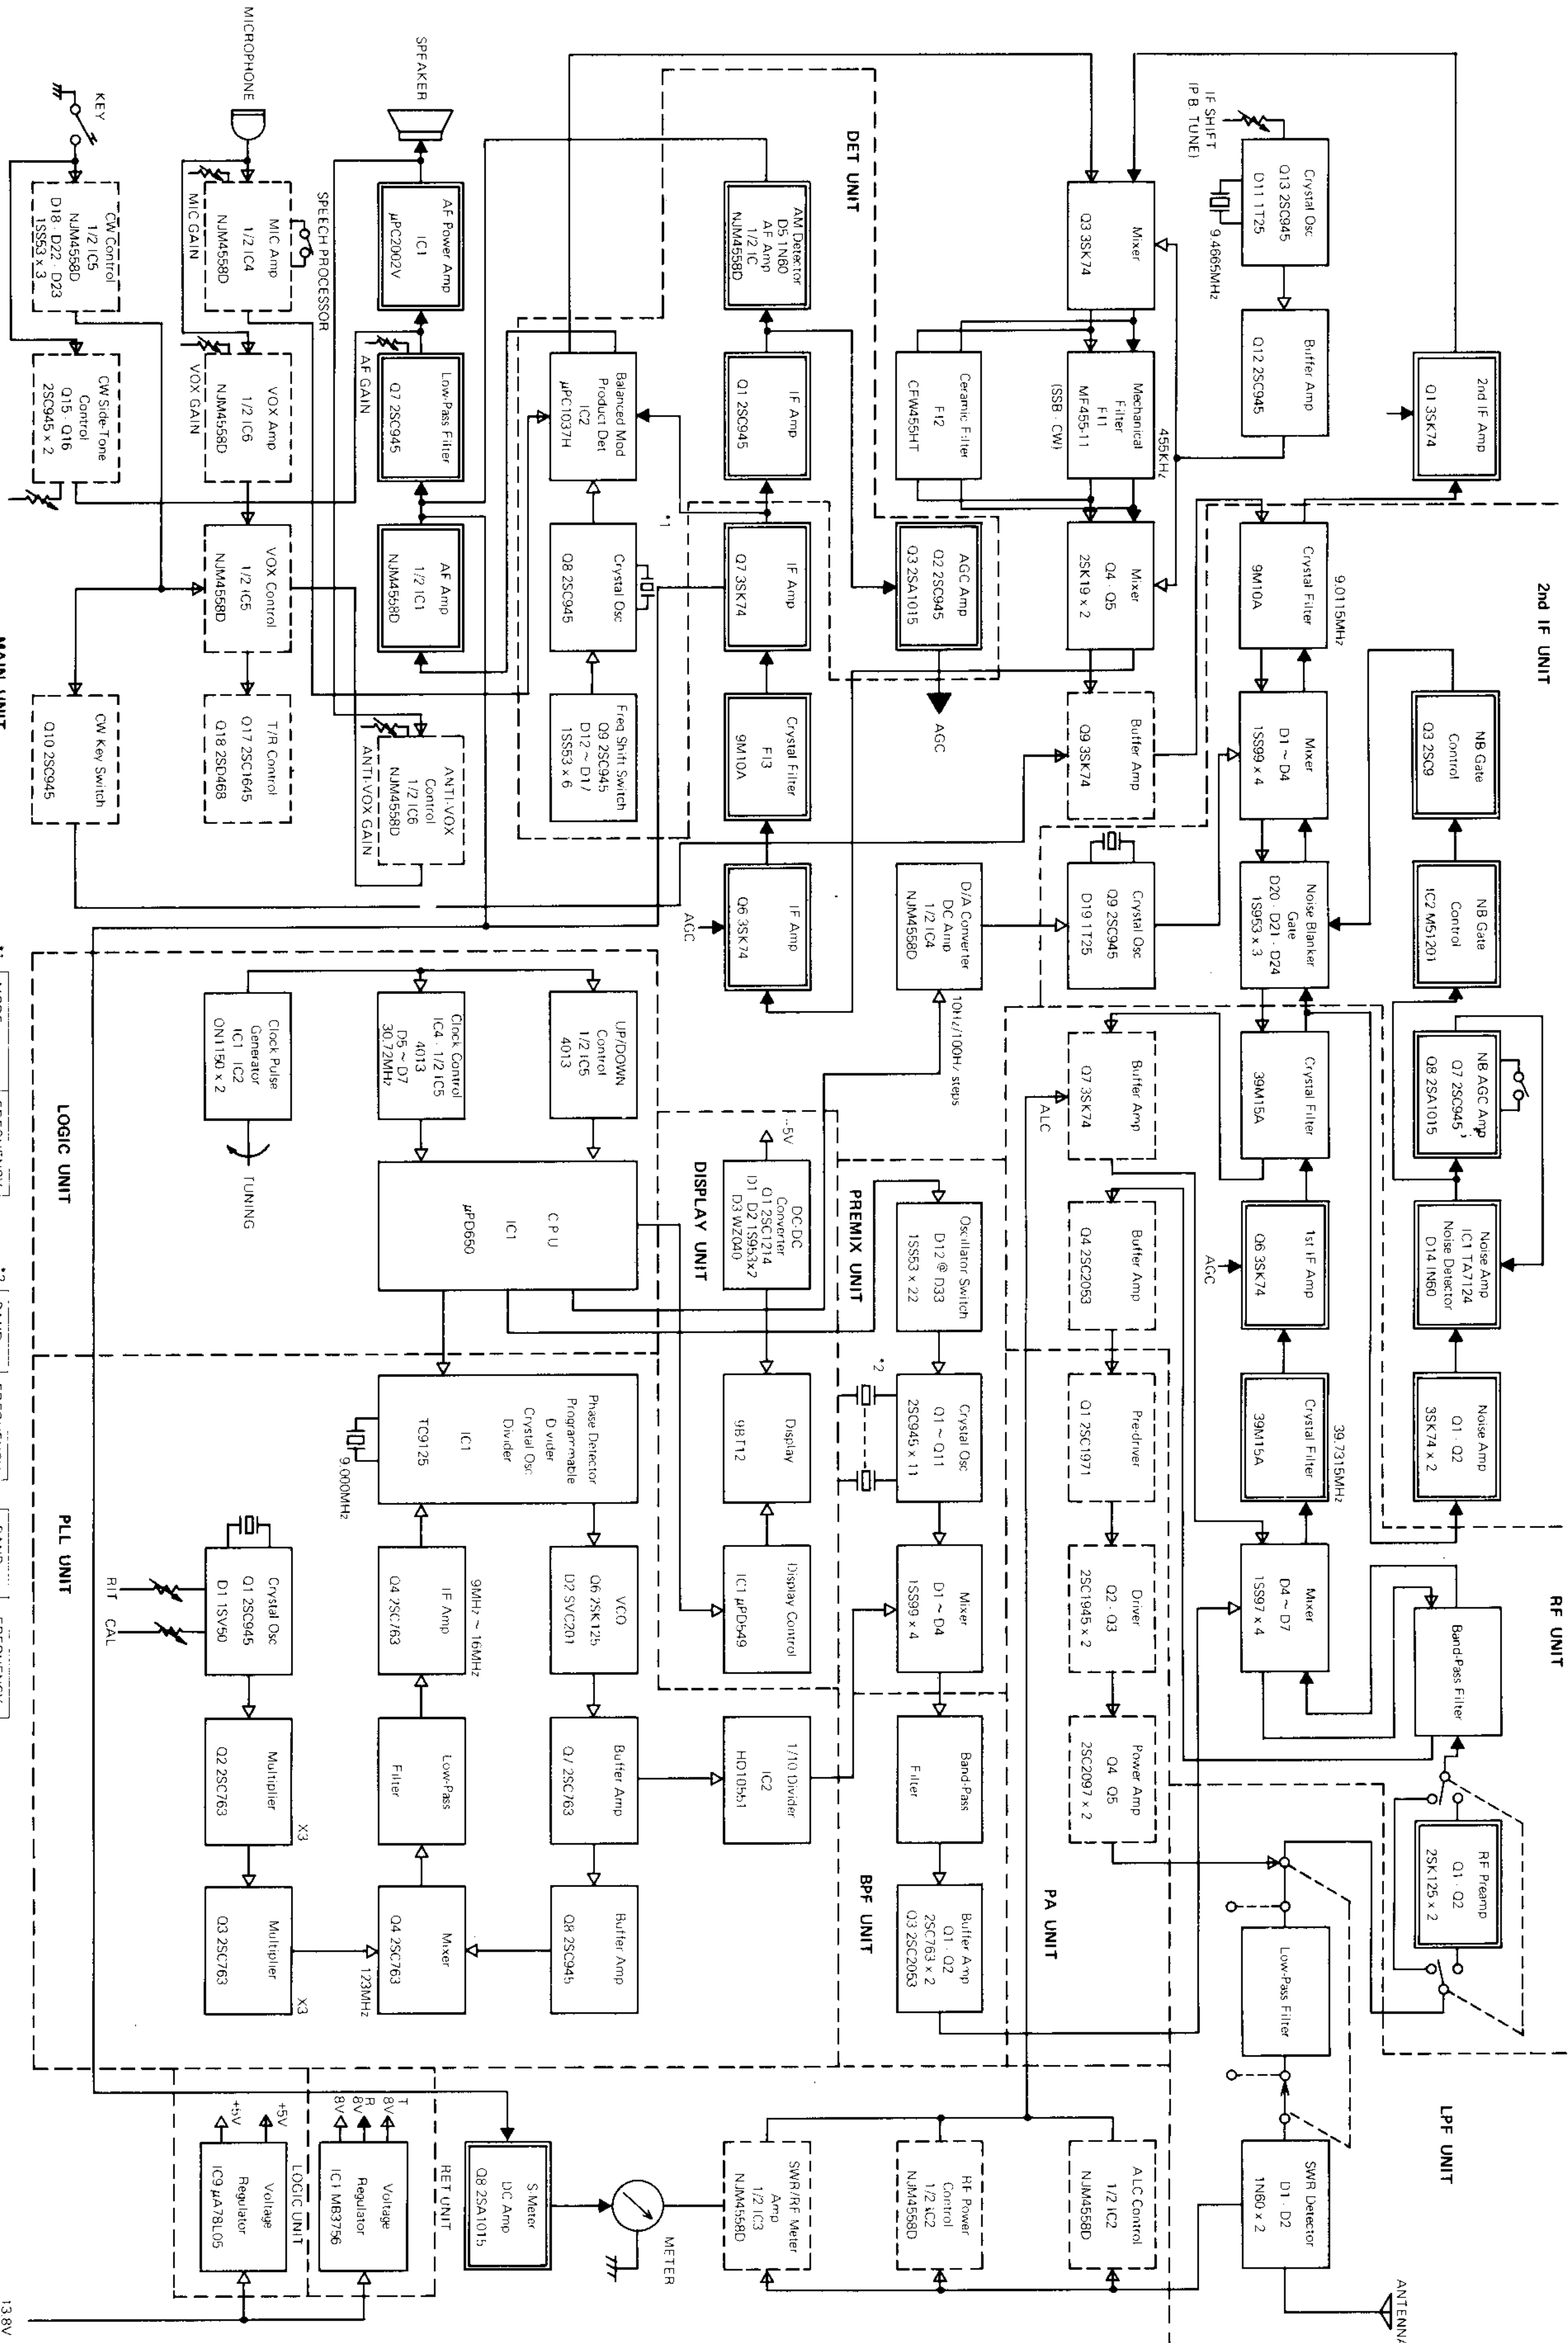 2nd IF UNIT
RF UNIT
LPF UNIT
2nd IF Amp
Q1 3SK74
NB Gate
Control
Q3 2SC9
NB Gate
Control
IC2 M51201
NB AGC Amp
Q7 2SC945
Q8 2SA1015
Noise Amp
IC1 TA7124
Noise Detector
D14 IN60
Noise Amp
Q1 · Q2
3SK74 x 2
Band-Pass Filter
RF Preamp
Q1 · Q2
2SK125 x 2
IF SHIFT
(P.B. TUNE)
Crystal Osc
Q13 2SC945
D11 1T25
9.4665MHz
Buffer Amp
Q12 2SC945
9.0115MHz
Crystal Filter
9M10A
Mixer
D1 ~ D4
1SS99 x 4
Noise Blanker
Gate
D20 · D21 · D24
1S953 x 3
Crystal Filter
39M15A
1st IF Amp
Q6 3SK74
AGC
39.7315MHz
Crystal Filter
39M15A
Mixer
D4 ~ D7
1SS97 x 4
Low-Pass Filter
SWR Detector
D1 · D2
1N60 x 2
ANTENNA
Mixer
Q3 3SK74
455KHz
Mechanical
Filter
FI1
MF455-11
(SSB · CW)
Mixer
Q4 · Q5
2SK19 x 2
Buffer Amp
Q9 3SK74
Crystal Osc
Q9 2SC945
D19 1T25
Buffer Amp
Q7 3SK74
ALC
Buffer Amp
Q4 2SC2053
Pre-driver
Q1 2SC1971
Driver
Q2 · Q3
2SC1945 x 2
Power Amp
Q4 Q5
2SC2097 x 2
PA UNIT
ALC Control
1/2 IC2
NJM4558D
DET UNIT
Ceramic Filter
FI2
CFW455HT
AGC Amp
Q2 2SC945
Q3 2SA1015
AGC
D/A Converter
DC Amp
1/2 IC4
NJM4558D
10Hz/100Hz steps
PREMIX UNIT
Oscillator Switch
D12 @ D33
1SS53 x 22
*2
Crystal Osc
Q1 ~ Q11
2SC945 x 11
Mixer
D1 ~ D4
1SS99 x 4
Band-Pass
Filter
Buffer Amp
Q1 · Q2
2SC763 x 2
Q3 2SC2053
BPF UNIT
RF Power
Control
1/2 IC2
NJM4558D
AM Detector
D5 1N60
AF Amp
1/2 IC
NJM4558D
IF Amp
Q1 2SC945
IF Amp
Q7 3SK74
Crystal Filter
FI3
9M10A
IF Amp
Q6 3SK74
AGC
DISPLAY UNIT
-5V
DC-DC
Converter
Q1 2SC1214
D1 D2 1S953x2
D3 WZ040
Display
9BT12
Display Control
IC1 µPD549
1/10 Divider
IC2
HD10551
SWR/RF Meter
Amp
1/2 IC3
NJM4558D
METER
Balanced Mod
Product Det
IC2
µPC1037H
*1
Crystal Osc
Q8 2SC945
Freq Shift Switch
Q9 2SC945
D12 ~ D17
1SS53 x 6
UP/DOWN
Control
1/2 IC5
4013
C P U
IC1
µPD650
Phase Detector
Programmable
Divider
Crystal Osc
Divider
IC1
TC9125
9.000MHz
VCO
Q6 2SK125
D2 SVC201
Buffer Amp
Q7 2SC763
Buffer Amp
Q8 2SC945
SPEAKER
AF Power Amp
IC1
µPC2002V
Low-Pass Filter
Q7 2SC945
AF GAIN
AF Amp
1/2 IC1
NJM4558D
ANTI-VOX
Control
1/2 IC6
NJM4558D
ANTI-VOX GAIN
Clock Control
IC4 · 1/2 IC5
4013
D5 ~ D7
30.72MHz
9MHz ~ 16MHz
IF Amp
Q4 2SC763
Low-Pass
Filter
Mixer
Q4 2SC763
123MHz
S-Meter
DC Amp
Q8 2SA1015
MICROPHONE
SPEECH PROCESSOR
MIC Amp
1/2 IC4
NJM4558D
MIC GAIN
VOX Amp
1/2 IC6
NJM4558D
VOX GAIN
VOX Control
1/2 IC5
NJM4558D
T/R Control
Q17 2SC1645
Q18 2SD468
Clock Pulse
Generator
IC1 IC2
ON1150 x 2
TUNING
Crystal Osc
Q1 2SC945
D1 1SV50
RIT
CAL
Multiplier
Q2 2SC763
X3
Multiplier
Q3 2SC763
X3
RET UNIT
T
8V
R
8V
8V
Voltage
Regulator
IC1 MB3756
LOGIC UNIT
+5V
+5V
Voltage
Regulator
IC9 µA78L05
13.8V
KEY
CW Control
1/2 IC5
NJM4558D
D18 · D22 · D23
1SS53 x 3
CW Side-Tone
Control
Q15 · Q16
2SC945 x 2
CW Key Switch
Q10 2SC945
LOGIC UNIT
PLL UNIT
MAIN UNIT